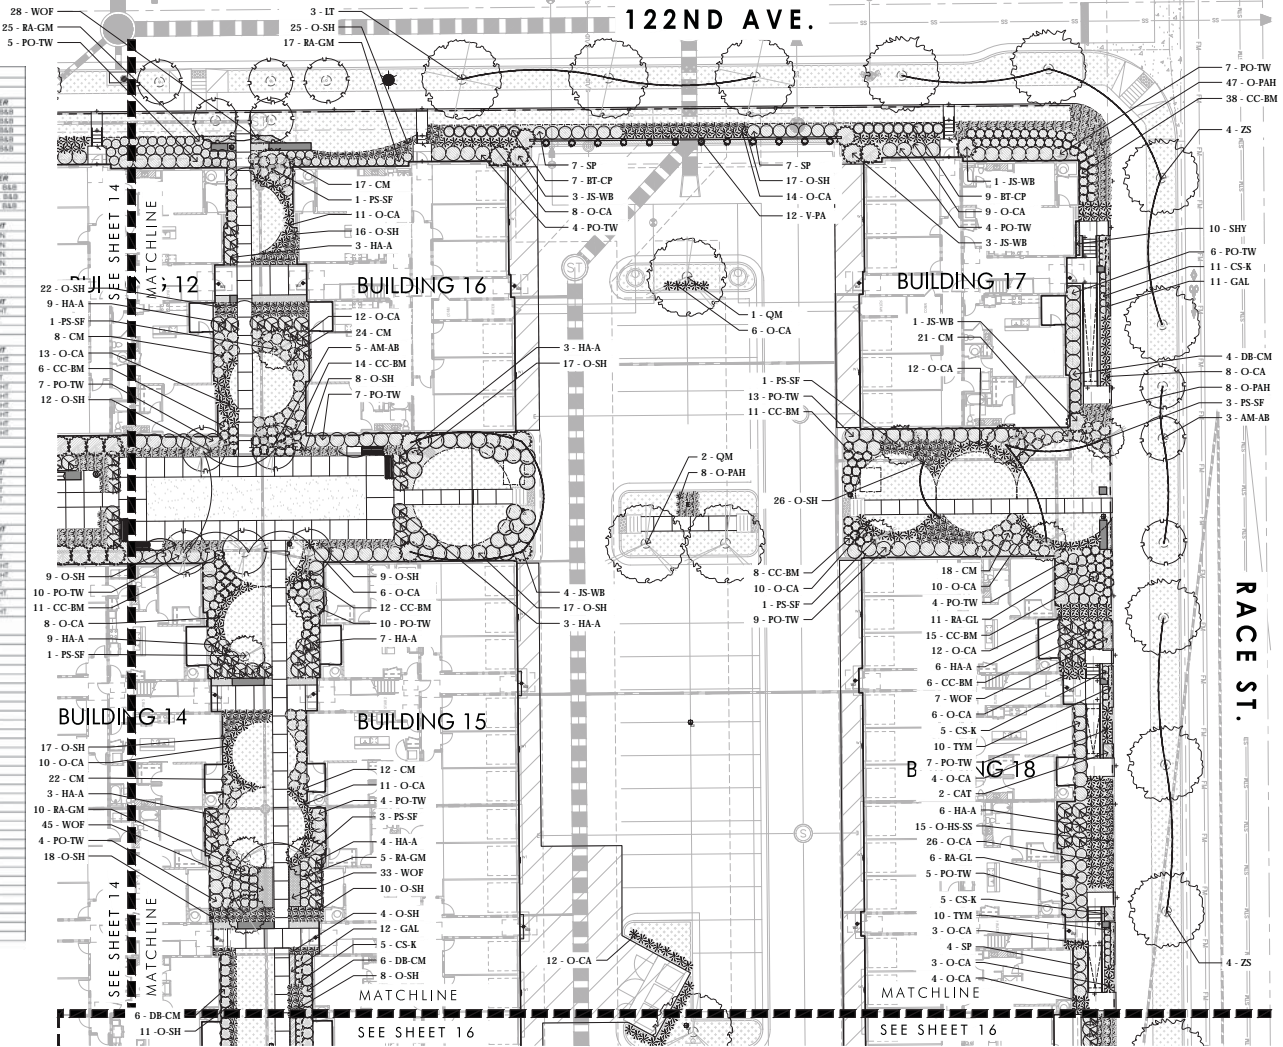 122ND AVE.
28 - WOF
25 - RA-GM
5 - PO-TW
3 - LT
25 - O-SH
17 - RA-GM
7 - PO-TW
47 - O-PAH
38 - CC-BM
4 - ZS
7 - SP
7 - BT-CP
3 - JS-WB
8 - O-CA
4 - PO-TW
7 - SP
17 - O-SH
14 - O-CA
12 - V-PA
1 - JS-WB
9 - BT-CP
9 - O-CA
4 - PO-TW
3 - JS-WB
17 - CM
1 - PS-SF
11 - O-CA
16 - O-SH
3 - HA-A
SEE SHEET 14
MATCHLINE
10 - SHY
6 - PO-TW
11 - CS-K
11 - GAL
BUILDING 16
BUILDING 17
22 - O-SH
9 - HA-A
1 -PS-SF
8 - CM
13 - O-CA
6 - CC-BM
7 - PO-TW
12 - O-SH
12 - O-CA
24 - CM
5 - AM-AB
14 - CC-BM
8 - O-SH
7 - PO-TW
3 - HA-A
17 - O-SH
ST
1 - QM
6 - O-CA
1 - JS-WB
21 - CM
12 - O-CA
1 - PS-SF
13 - PO-TW
11 - CC-BM
4 - DB-CM
8 - O-CA
8 - O-PAH
3 - PS-SF
3 - AM-AB
2 - QM
8 - O-PAH
26 - O-SH
9 - O-SH
10 - PO-TW
11 - CC-BM
8 - O-CA
9 - HA-A
1 - PS-SF
9 - O-SH
6 - O-CA
12 - CC-BM
10 - PO-TW
7 - HA-A
4 - JS-WB
17 - O-SH
3 - HA-A
8 - CC-BM
10 - O-CA
1 - PS-SF
9 - PO-TW
18 - CM
10 - O-CA
4 - PO-TW
11 - RA-GL
15 - CC-BM
12 - O-CA
6 - HA-A
6 - CC-BM
7 - WOF
6 - O-CA
5 - CS-K
10 - TYM
7 - PO-TW
4 - O-CA
2 - CAT
6 - HA-A
15 - O-HS-SS
26 - O-CA
6 - RA-GL
5 - PO-TW
5 - CS-K
10 - TYM
3 - O-CA
4 - SP
3 - O-CA
4 - O-CA
RACE ST.
BUILDING 14
BUILDING 15
17 - O-SH
10 - O-CA
22 - CM
3 - HA-A
10 - RA-GM
45 - WOF
4 - PO-TW
18 -O-SH
12 - CM
11 - O-CA
4 - PO-TW
3 - PS-SF
4 - HA-A
5 - RA-GM
33 - WOF
10 - O-SH
4 - O-SH
12 - GAL
5 - CS-K
6 - DB-CM
8 - O-SH
S
12 - O-CA
4 - ZS
SEE SHEET 14
MATCHLINE
6 - DB-CM
11 -O-SH
MATCHLINE
SEE SHEET 16
MATCHLINE
SEE SHEET 16